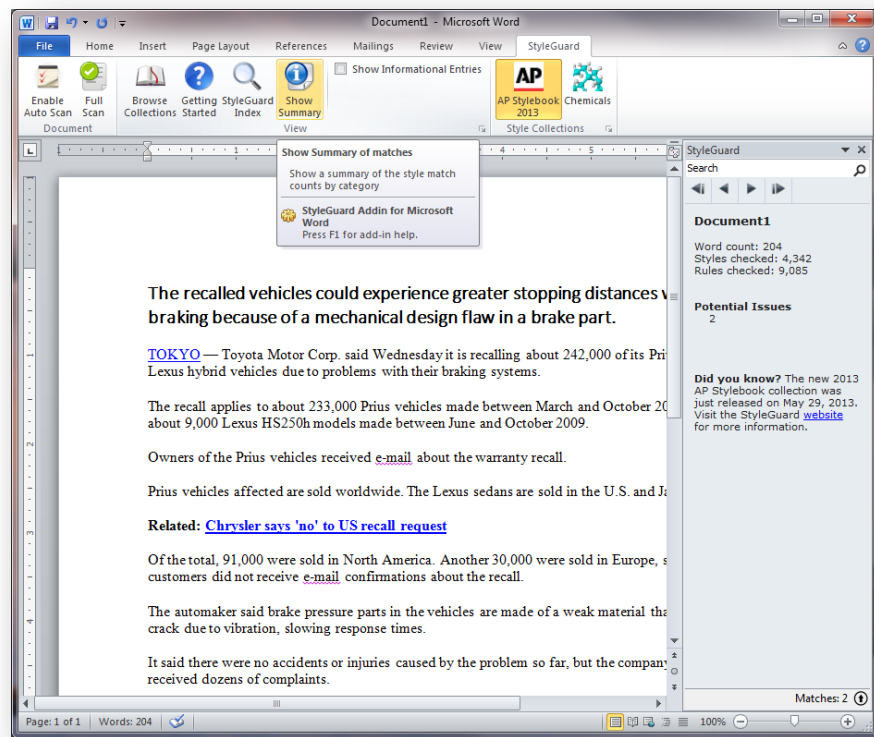 Document1 - Microsoft Word
File Home Insert Page Layout References Mailings Review View StyleGuard
Enable Auto Scan
Full Scan
Browse Collections
Getting Started
StyleGuard Index
Show Summary
Show Informational Entries
AP
AP Stylebook 2013
Chemicals
Document
View
Style Collections
Show Summary of matches
Show a summary of the style match
counts by category
StyleGuard Addin for Microsoft
Word
Press F1 for add-in help.
1 4 5
The recalled vehicles could experience greater stopping distances
braking because of a mechanical design flaw in a brake part.
TOKYO — Toyota Motor Corp. said Wednesday it is recalling about 242,000 of its Pri
Lexus hybrid vehicles due to problems with their braking systems.
The recall applies to about 233,000 Prius vehicles made between March and October 20
about 9,000 Lexus HS250h models made between June and October 2009.
Owners of the Prius vehicles received e-mail about the warranty recall.
Prius vehicles affected are sold worldwide. The Lexus sedans are sold in the U.S. and Ja
Related: Chrysler says 'no' to US recall request
Of the total, 91,000 were sold in North America. Another 30,000 were sold in Europe, s
customers did not receive e-mail confirmations about the recall.
The automaker said brake pressure parts in the vehicles are made of a weak material tha
crack due to vibration, slowing response times.
It said there were no accidents or injuries caused by the problem so far, but the company
received dozens of complaints.
StyleGuard
Search
Document1
Word count: 204
Styles checked: 4,342
Rules checked: 9,085
Potential Issues
2
Did you know? The new 2013
AP Stylebook collection was
just released on May 29, 2013.
Visit the StyleGuard website
for more information.
Matches: 2
Page: 1 of 1 Words: 204 100%